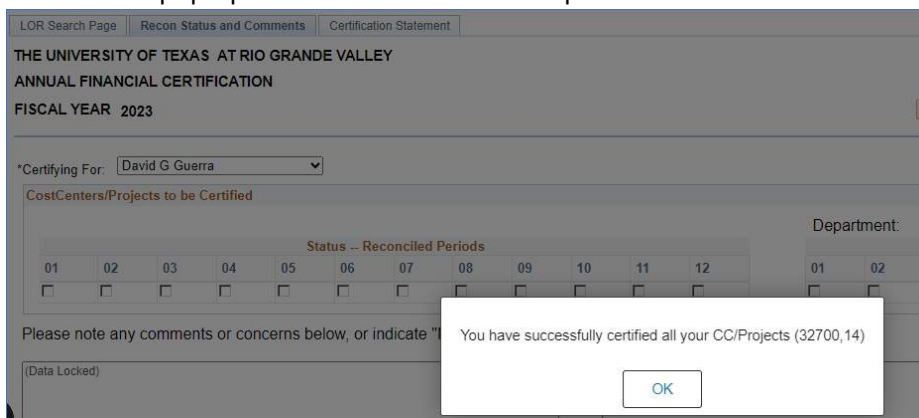 LOR Search Page Recon Status and Comments Certification Statement
THE UNIVERSITY OF TEXAS AT RIO GRANDE VALLEY
ANNUAL FINANCIAL CERTIFICATION
FISCAL YEAR 2023
*Certifying For: David G Guerra
CostCenters/Projects to be Certified
Department:
Status -- Reconciled Periods
01 02 03 04 05 06 07 08 09 10 11 12 01 02
Please note any comments or concerns below, or indicate "
You have successfully certified all your CC/Projects (32700,14)
(Data Locked)
OK